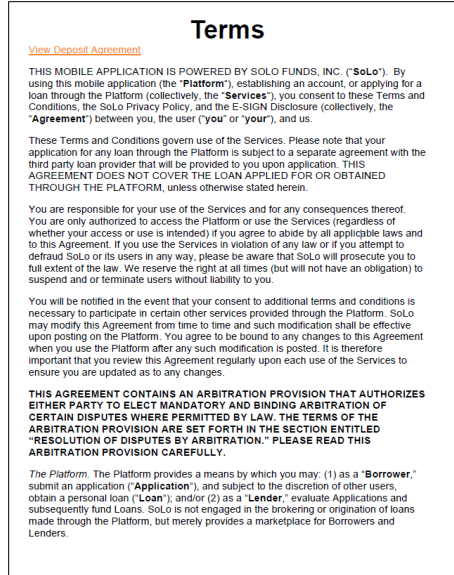 Terms
View Deposit Agreement
THIS MOBILE APPLICATION IS POWERED BY SOLO FUNDS, INC. ("SoLo"). By
using this mobile application (the "Platform"), establishing an account, or applying for a
loan through the Platform (collectively, the "Services"), you consent to these Terms and
Conditions, the SoLo Privacy Policy, and the E-SIGN Disclosure (collectively, the
"Agreement") between you, the user ("you" or "your"), and us.
These Terms and Conditions govern use of the Services. Please note that your
application for any loan through the Platform is subject to a separate agreement with the
third party loan provider that will be provided to you upon application. THIS
AGREEMENT DOES NOT COVER THE LOAN APPLIED FOR OR OBTAINED
THROUGH THE PLATFORM, unless otherwise stated herein.
You are responsible for your use of the Services and for any consequences thereof.
You are only authorized to access the Platform or use the Services (regardless of
whether your access or use is intended) if you agree to abide by all applicable laws and
to this Agreement. If you use the Services in violation of any law or if you attempt to
defraud SoLo or its users in any way, please be aware that SoLo will prosecute you to
full extent of the law. We reserve the right at all times (but will not have an obligation) to
suspend and or terminate users without liability to you.
You will be notified in the event that your consent to additional terms and conditions is
necessary to participate in certain other services provided through the Platform. SoLo
may modify this Agreement from time to time and such modification shall be effective
upon posting on the Platform. You agree to be bound to any changes to this Agreement
when you use the Platform after any such modification is posted. It is therefore
important that you review this Agreement regularly upon each use of the Services to
ensure you are updated as to any changes.
THIS AGREEMENT CONTAINS AN ARBITRATION PROVISION THAT AUTHORIZES
EITHER PARTY TO ELECT MANDATORY AND BINDING ARBITRATION OF
CERTAIN DISPUTES WHERE PERMITTED BY LAW. THE TERMS OF THE
ARBITRATION PROVISION ARE SET FORTH IN THE SECTION ENTITLED
"RESOLUTION OF DISPUTES BY ARBITRATION." PLEASE READ THIS
ARBITRATION PROVISION CAREFULLY.
The Platform. The Platform provides a means by which you may: (1) as a "Borrower,"
submit an application ("Application"), and subject to the discretion of other users,
obtain a personal loan ("Loan"); and/or (2) as a "Lender," evaluate Applications and
subsequently fund Loans. SoLo is not engaged in the brokering or origination of loans
made through the Platform, but merely provides a marketplace for Borrowers and
Lenders.